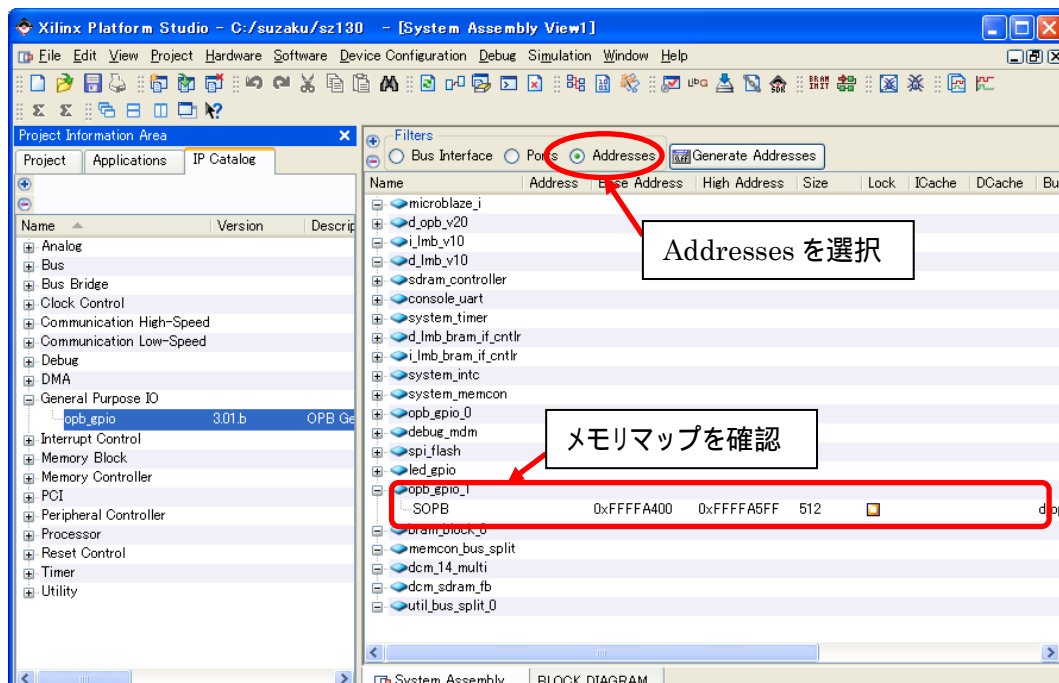 Xilinx Platform Studio - C:/suzaku/sz130 - [System Assembly View1]
File Edit View Project Hardware Software Device Configuration Debug Simulation Window Help
Project Information Area
Project Applications IP Catalog
Name Version Descrip
Analog
Bus
Bus Bridge
Clock Control
Communication High-Speed
Communication Low-Speed
Debug
DMA
General Purpose IO
opb_gpio 3.01.b OPB Ge
Interrupt Control
Memory Block
Memory Controller
PCI
Peripheral Controller
Processor
Reset Control
Timer
Utility
Filters
Bus Interface Ports Addresses Generate Addresses
Name Address Base Address High Address Size Lock ICache DCache Bu
microblaze_i
d_opb_v20
i_lmb_v10
d_lmb_v10
sdram_controller
console_uart
system_timer
d_lmb_bram_if_cntlr
i_lmb_bram_if_cntlr
system_intc
system_memcon
opb_gpio_0
debug_mdm
spi_flash
led_gpio
opb_gpio_1
SOPB 0xFFFFA400 0xFFFFA5FF 512
bram_block_0
memcon_bus_split
dcm_14_multi
dcm_sdram_fb
util_bus_split_0
Addresses を選択
メモリマップを確認
System Assembly BLOCK DIAGRAM